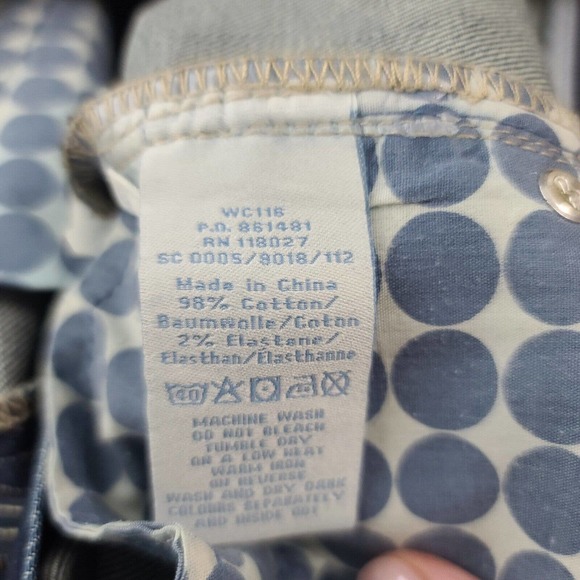 WC116
P.O. 861481
RN 118027
SC 0005/9018/112
Made in China
98% Cotton/
Baumwolle/Coton
2% Elastane/
Elasthan/Élasthanne
40
MACHINE WASH
DO NOT BLEACH
TUMBLE DRY
ON A LOW HEAT
WARM IRON
ON REVERSE
WASH AND DRY DARK
COLOURS SEPARATELY
AND INSIDE OUT